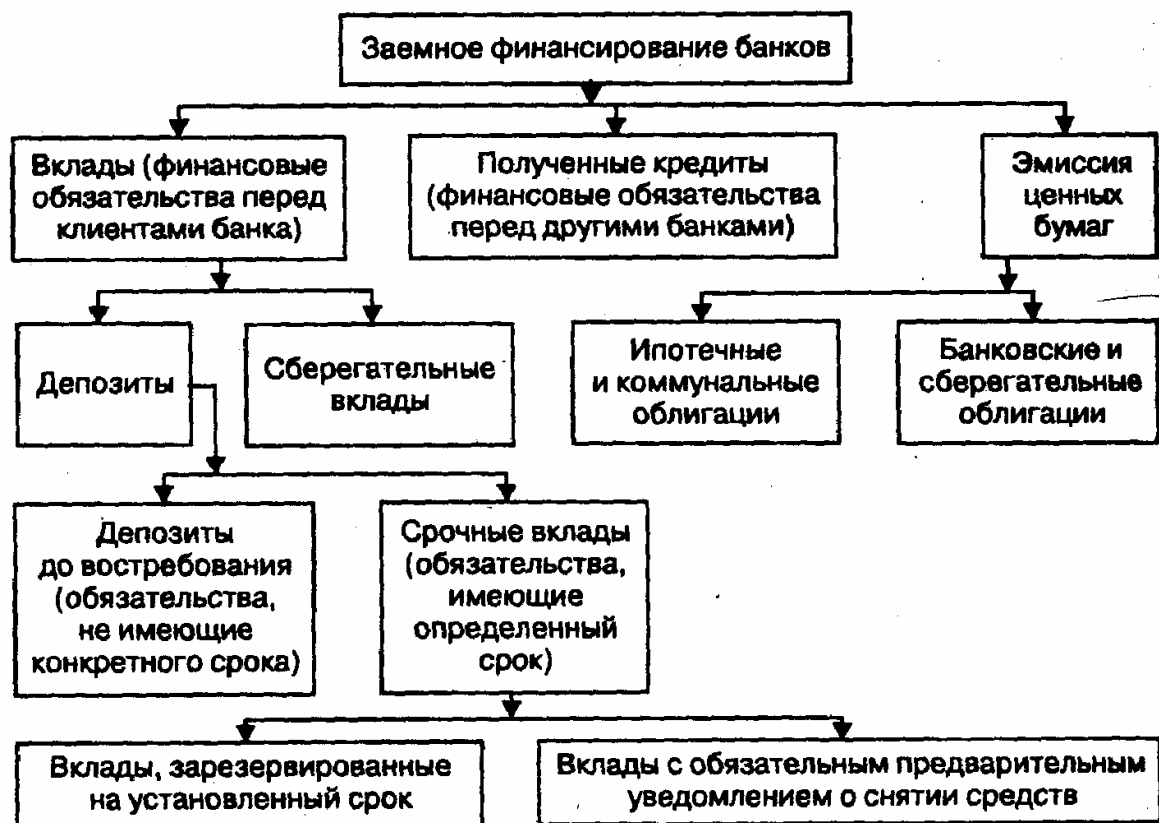 Заемное финансирование банков
Вклады (финансовые
обязательства перед
клиентами банка)
Полученные кредиты
(финансовые обязательства
перед другими банками)
Эмиссия
ценных
бумаг
Депозиты
Сберегательные
вклады
Ипотечные
и коммунальные
облигации
Банковские и
сберегательные
облигации
Депозиты
до востребования
(обязательства,
не имеющие
конкретного срока)
Срочные вклады
(обязательства,
имеющие
определенный
срок)
Вклады, зарезервированные
на установленный срок
Вклады с обязательным предварительным
уведомлением о снятии средств